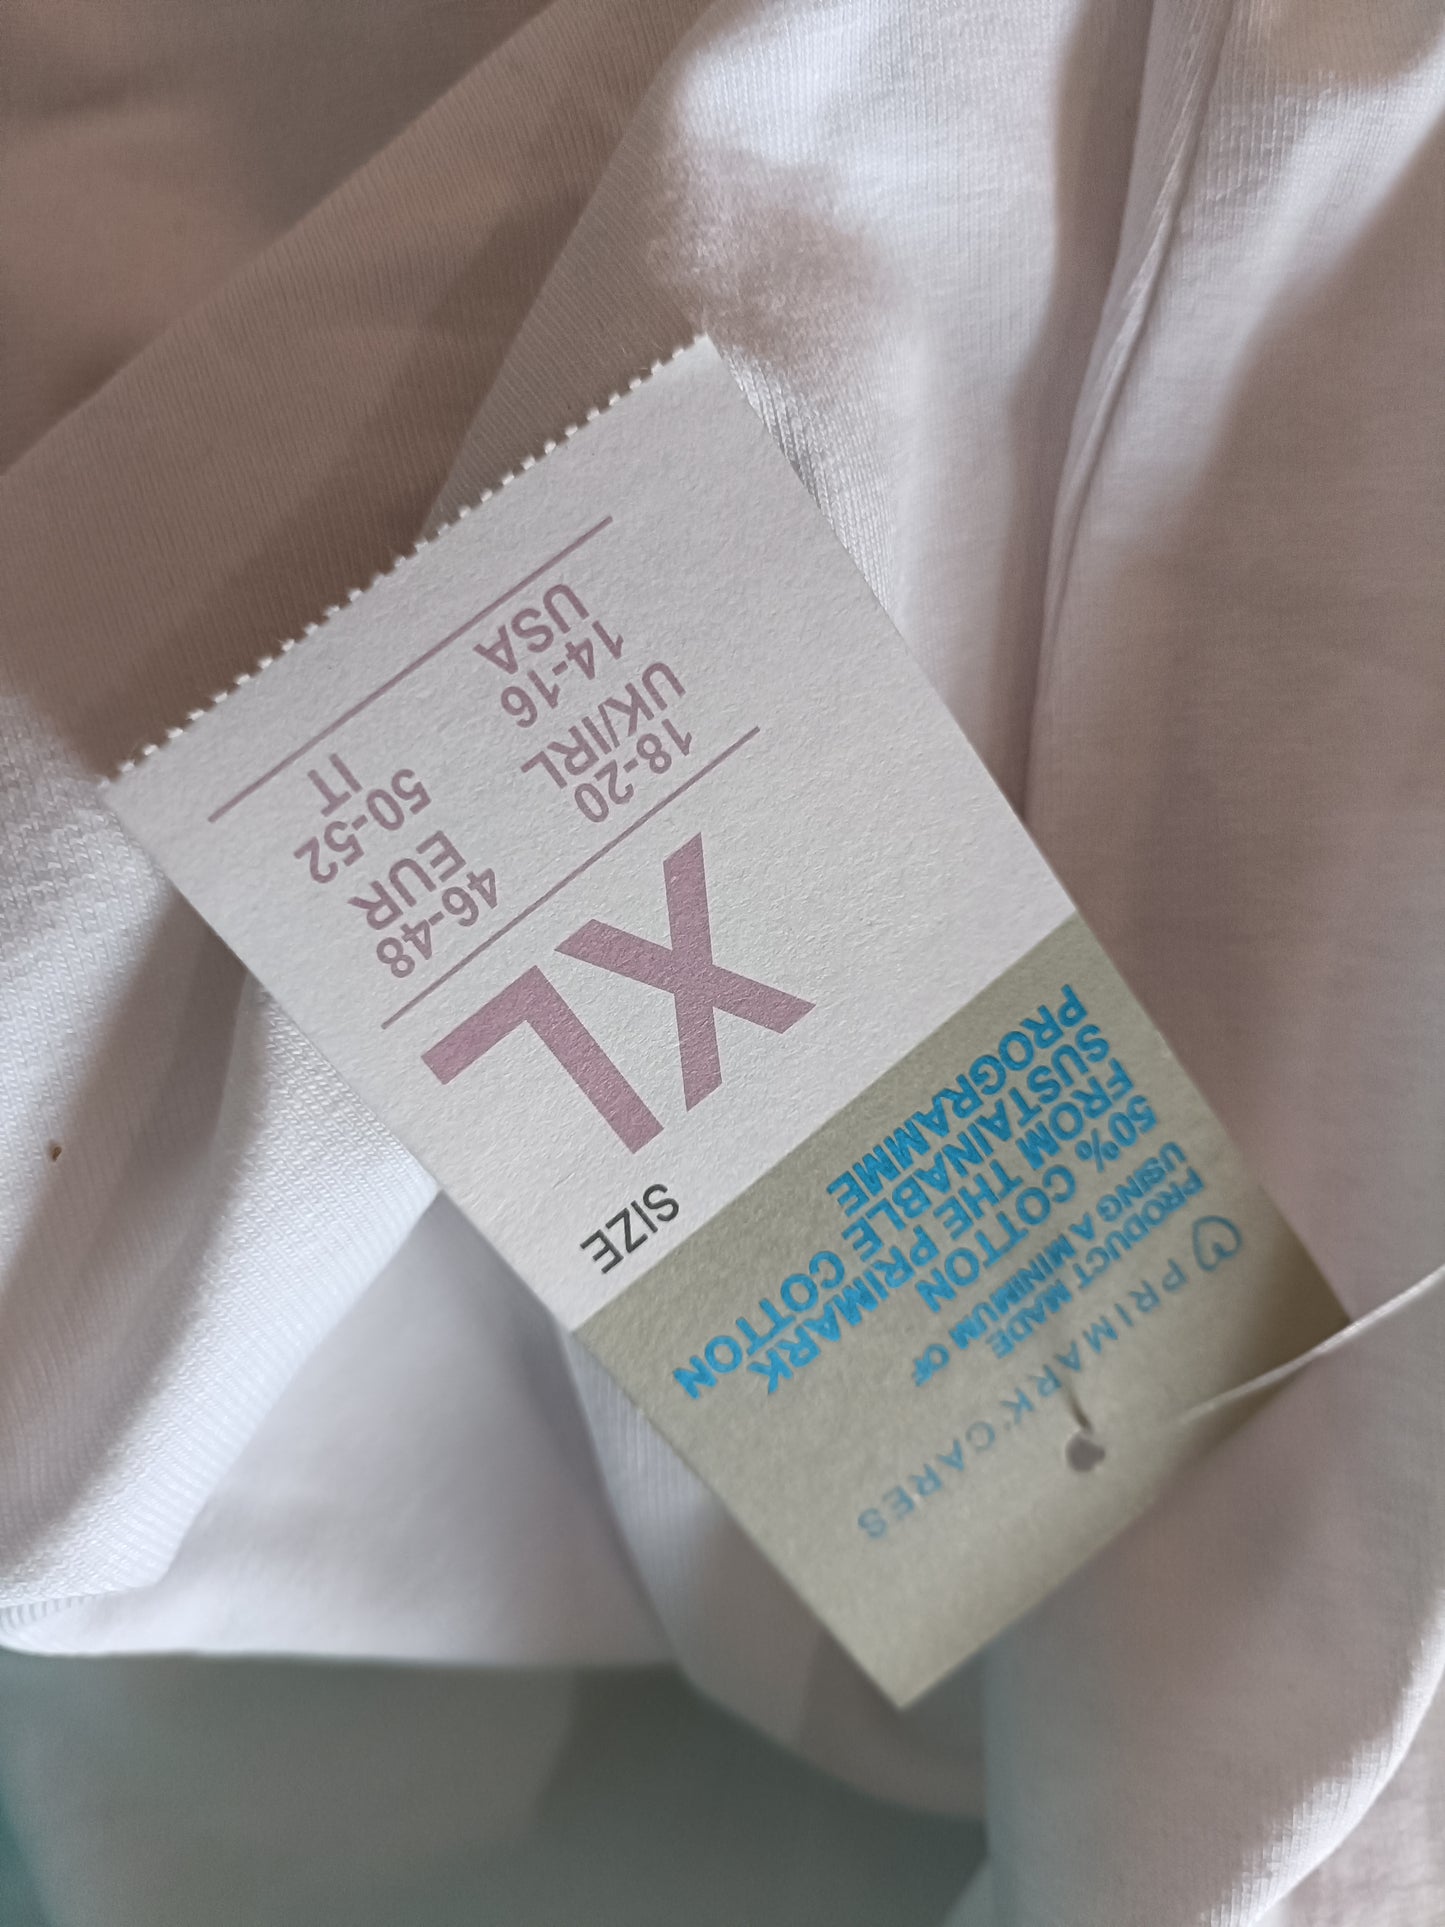 PRIMARK CARES
PRODUCT MADE
USING A MINIMUM OF
50% COTTON
FROM THE PRIMARK
SUSTAINABLE COTTON
PROGRAMME
SIZE
XL
46-48 18-20
EUR UK/IRL
50-52 14-16
IT USA